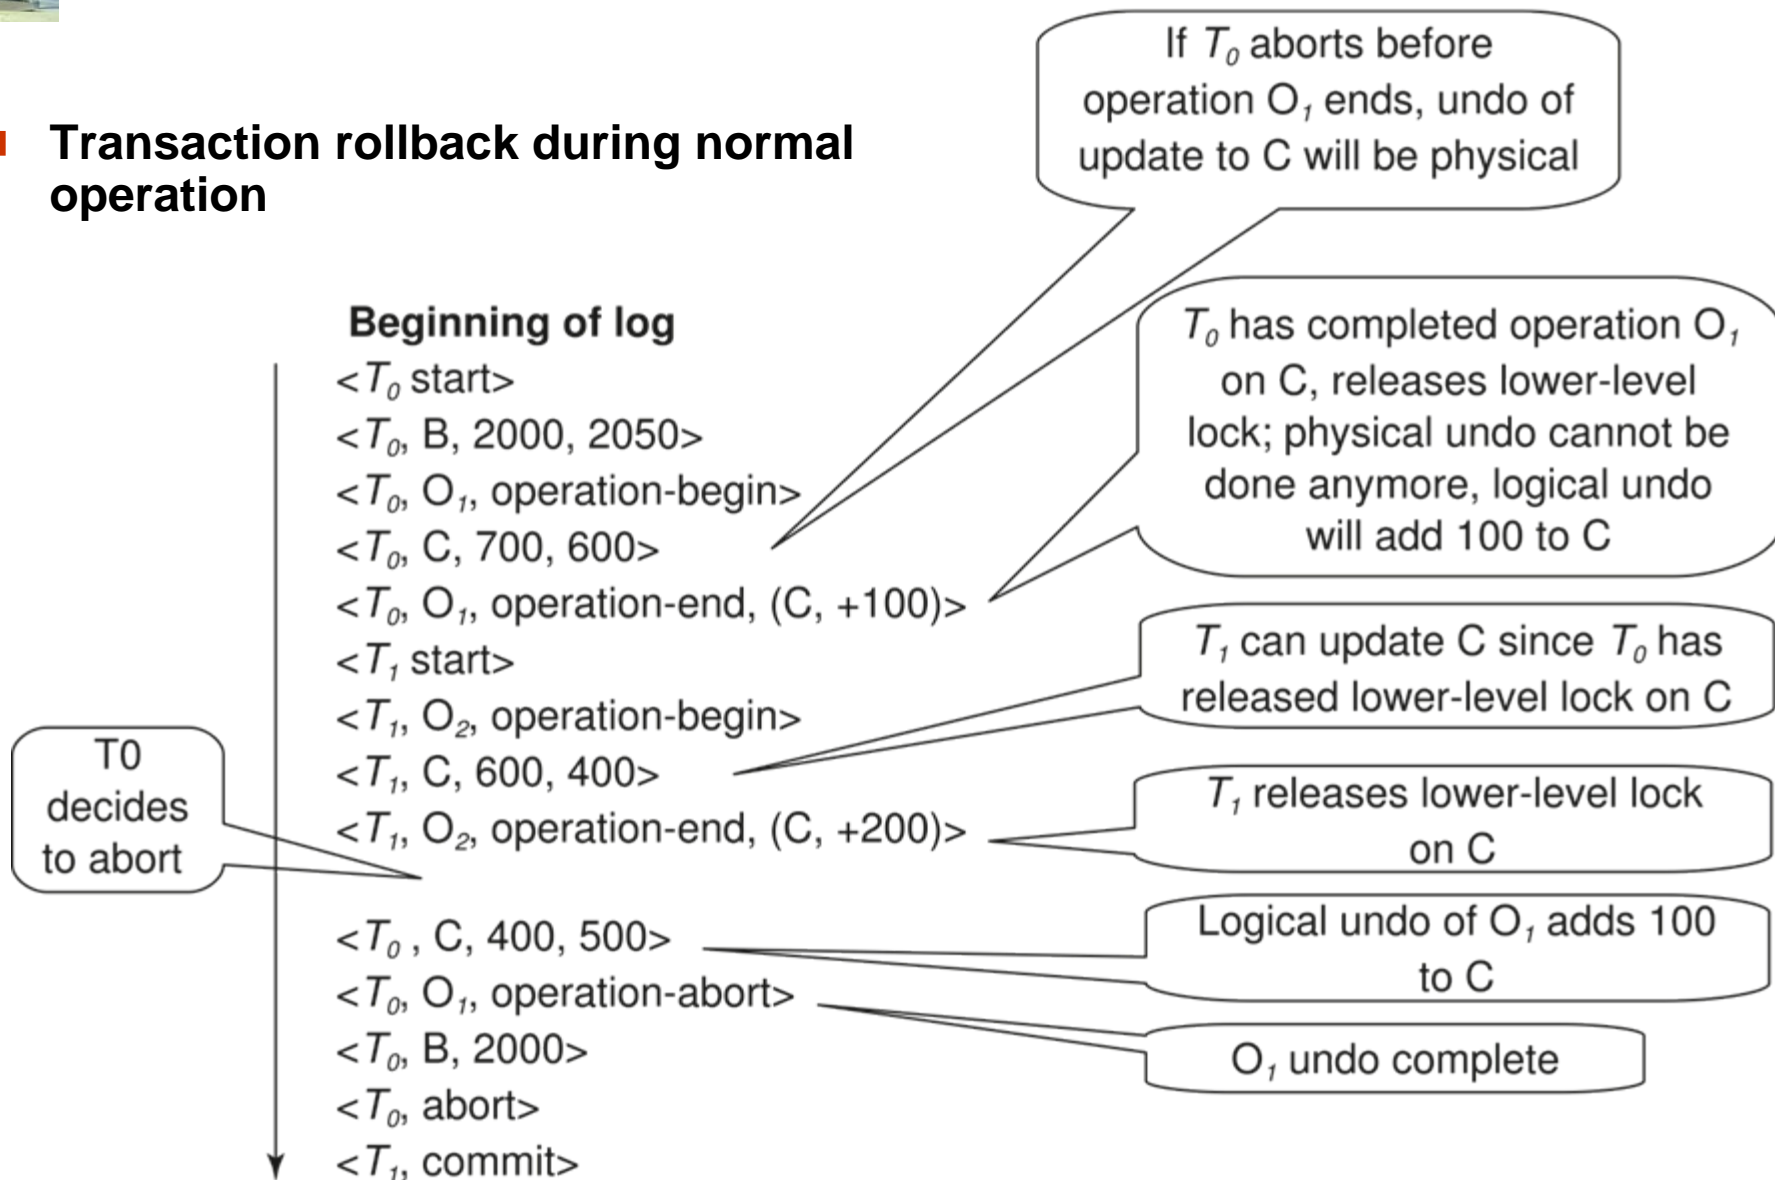 If T₀ aborts before
operation O₁ ends, undo of
update to C will be physical
Transaction rollback during normal
operation
T₀ has completed operation O₁
on C, releases lower-level
lock; physical undo cannot be
done anymore, logical undo
will add 100 to C
Beginning of log
<T₀ start>
<T₀, B, 2000, 2050>
<T₀, O₁, operation-begin>
<T₀, C, 700, 600>
<T₀, O₁, operation-end, (C, +100)>
<T₁ start>
<T₁, O₂, operation-begin>
<T₁, C, 600, 400>
<T₁, O₂, operation-end, (C, +200)>
T₁ can update C since T₀ has
released lower-level lock on C
T0
decides
to abort
T₁ releases lower-level lock
on C
<T₀ , C, 400, 500>
<T₀, O₁, operation-abort>
<T₀, B, 2000>
<T₀, abort>
<T₁, commit>
Logical undo of O₁ adds 100
to C
O₁ undo complete